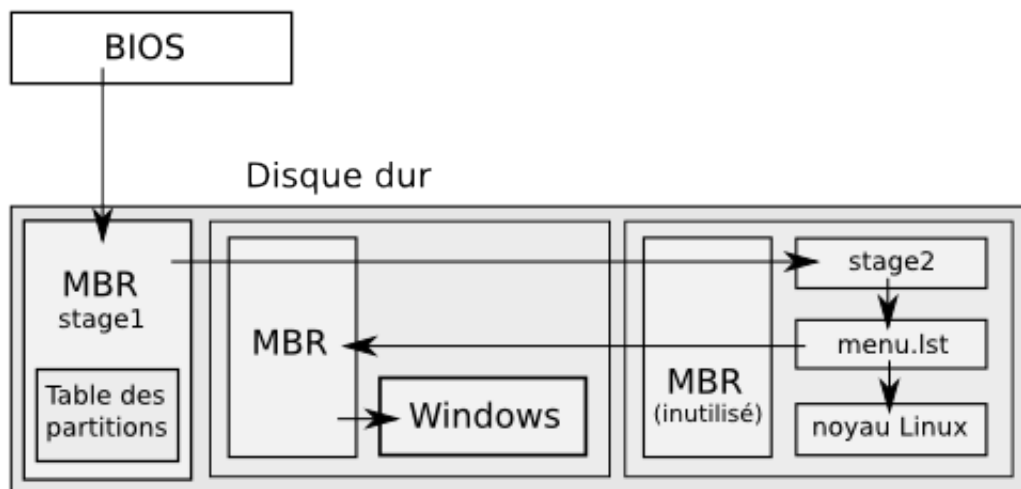 BIOS
Disque dur
MBR
stage1
Table des
partitions
MBR
Windows
MBR
(inutilisé)
stage2
menu.lst
noyau Linux